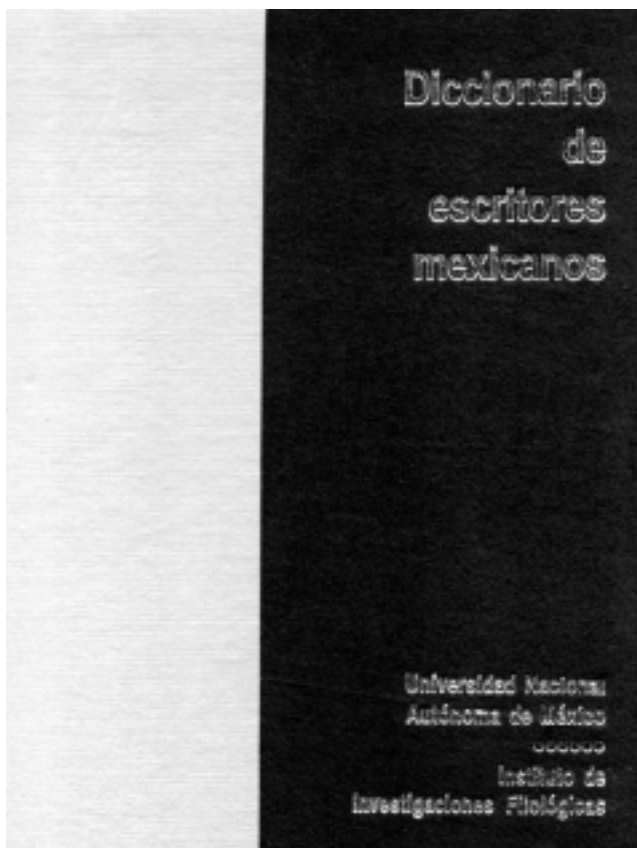 Diccionario
de
escritores
mexicanos
Universidad Nacional
Autónoma de México
Instituto de
Investigaciones Filológicas